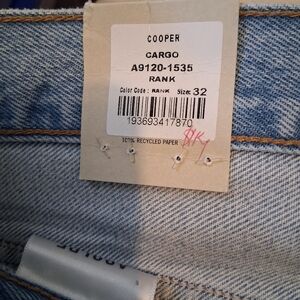 COOPER
CARGO
A9120-1535
RANK
Color Code : RANK Size: 32
193693417870
100% RECYCLED PAPER